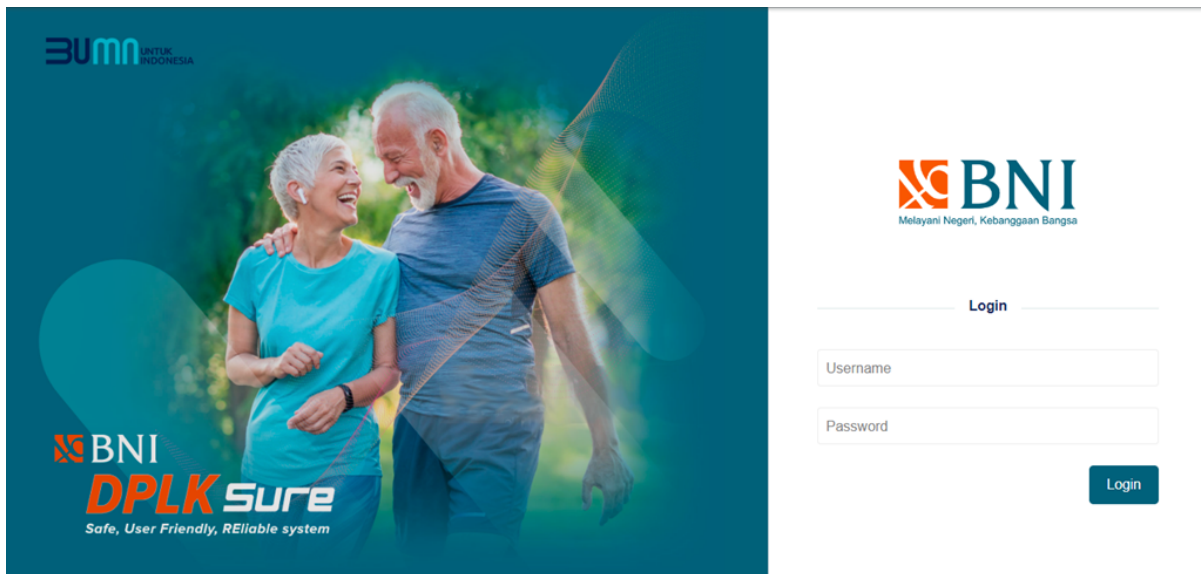 BUMN UNTUK
INDONESIA
BNI
DPLK Sure
Safe, User Friendly, REliable system
BNI
Melayani Negeri, Kebanggaan Bangsa
Login
Username
Password
Login